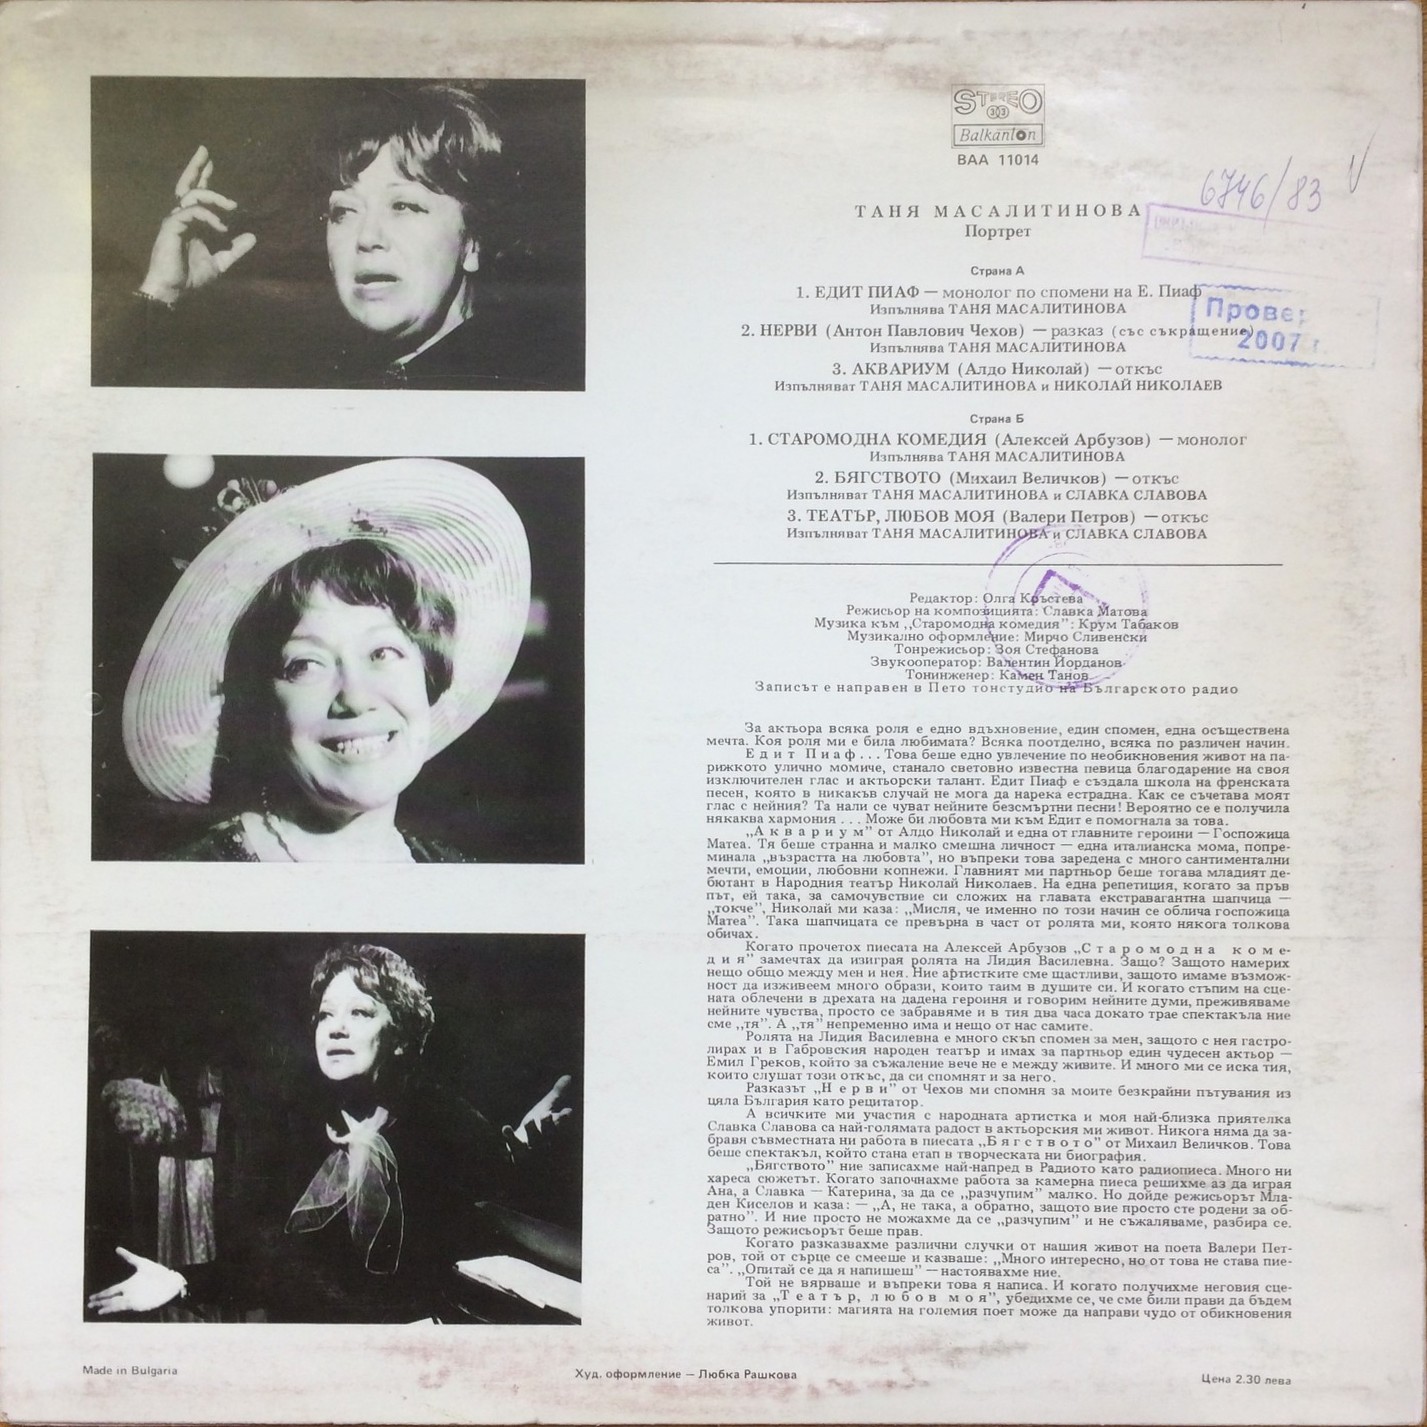 STEREO
33
Balkanton
ВАА 11014
6746/83 V
ТАНЯ МАСАЛИТИНОВА
Портрет
Страна А
1. ЕДИТ ПИАФ — монолог по спомени на Е. Пиаф
Изпълнява ТАНЯ МАСАЛИТИНОВА
Провер
2007 г
2. НЕРВИ (Антон Павлович Чехов) — разказ (със съкращение)
Изпълнява ТАНЯ МАСАЛИТИНОВА
3. АКВАРИУМ (Алдо Николай) — откъс
Изпълняват ТАНЯ МАСАЛИТИНОВА и НИКОЛАЙ НИКОЛАЕВ
Страна Б
1. СТАРОМОДНА КОМЕДИЯ (Алексей Арбузов) — монолог
Изпълнява ТАНЯ МАСАЛИТИНОВА
2. БЯГСТВОТО (Михаил Величков) — откъс
Изпълняват ТАНЯ МАСАЛИТИНОВА и СЛАВКА СЛАВОВА
3. ТЕАТЪР, ЛЮБОВ МОЯ (Валери Петров) — откъс
Изпълняват ТАНЯ МАСАЛИТИНОВА и СЛАВКА СЛАВОВА
Редактор: Олга Кръстева
Режисьор на композицията: Славка Матова
Музика към „Старомодна комедия”: Крум Табаков
Музикално оформление: Мирчо Сливенски
Тонрежисьор: Зоя Стефанова
Звукооператор: Валентин Йорданов
Тонинженер: Камен Танов
Записът е направен в Пето тонстудио на Българското радио
За актьора всяка роля е едно вдъхновение, един спомен, една осъществена
мечта. Коя роля ми е била любимата? Всяка поотделно, всяка по различен начин.
Едит Пиаф... Това беше едно увлечение по необикновения живот на па-
рижкото улично момиче, станало световно известна певица благодарение на своя
изключителен глас и актьорски талант. Едит Пиаф е създала школа на френската
песен, която в никакъв случай не мога да нарека естрадна. Как се съчетава моят
глас с нейния? Та нали се чуват нейните безсмъртни песни! Вероятно се е получила
някаква хармония . . . Може би любовта ми към Едит е помогнала за това.
„Аквариум” от Алдо Николай и една от главните героини — Госпожица
Матеа. Тя беше странна и малко смешна личност — една италианска мома, попре-
минала „възрастта на любовта”, но въпреки това заредена с много сантиментални
мечти, емоции, любовни копнежи. Главният ми партньор беше тогава младият де-
бютант в Народния театър Николай Николаев. На една репетиция, когато за пръв
път, ей така, за самочувствие си сложих на главата екстравагантна шапчица —
„токче”, Николай ми каза: „Мисля, че именно по този начин се облича госпожица
Матеа”. Така шапчицата се превърна в част от ролята ми, която някога толкова
обичах.
Когато прочетох пиесата на Алексей Арбузов „Старомодна коме-
дия” замечтах да изиграя ролята на Лидия Василевна. Защо? Защото намерих
нещо общо между мен и нея. Ние артистките сме щастливи, защото имаме възмож-
ност да изживеем много образи, които таим в душите си. И когато стъпим на сце-
ната облечени в дрехата на дадена героиня и говорим нейните думи, преживяваме
нейните чувства, просто се забравяме и в тия два часа докато трае спектакъла ние
сме „тя”. А „тя” непременно има и нещо от нас самите.
Ролята на Лидия Василевна е много скъп спомен за мен, защото с нея гастро-
лирах и в Габровския народен театър и имах за партньор един чудесен актьор —
Емил Греков, който за съжаление вече не е между живите. И много ми се иска тия,
които слушат този откъс, да си спомнят и за него.
Разказът „Нерви” от Чехов ми спомня за моите безкрайни пътувания из
цяла България като рецитатор.
А всичките ми участия с народната артистка и моя най-близка приятелка
Славка Славова са най-голямата радост в актьорския ми живот. Никога няма да за-
бравя съвместната ни работа в пиесата „Бягството” от Михаил Величков. Това
беше спектакъл, който стана етап в творческата ни биография.
„Бягството” ние записахме най-напред в Радиото като радиопиеса. Много ни
хареса сюжетът. Когато започнахме работа за камерна пиеса решихме аз да играя
Ана, а Славка — Катерина, за да се „разчупим” малко. Но дойде режисьорът Мла-
ден Киселов и каза: — „А, не така, а обратно, защото вие просто сте родени за об-
ратно”. И ние просто не можахме да се „разчупим” и не съжаляваме, разбира се.
Защото режисьорът беше прав.
Когато разказвахме различни случки от нашия живот на поета Валери Пет-
ров, той от сърце се смееше и казваше: „Много интересно, но от това не става пие-
са”. „Опитай се да я напишеш” — настоявахме ние.
Той не вярваше и въпреки това я написа. И когато получихме неговия сце-
нарий за „Театър, любов моя”, убедихме се, че сме били прави да бъдем
толкова упорити: магията на големия поет може да направи чудо от обикновения
живот.
Made in Bulgaria
Худ. оформление — Любка Рашкова
Цена 2.30 лева